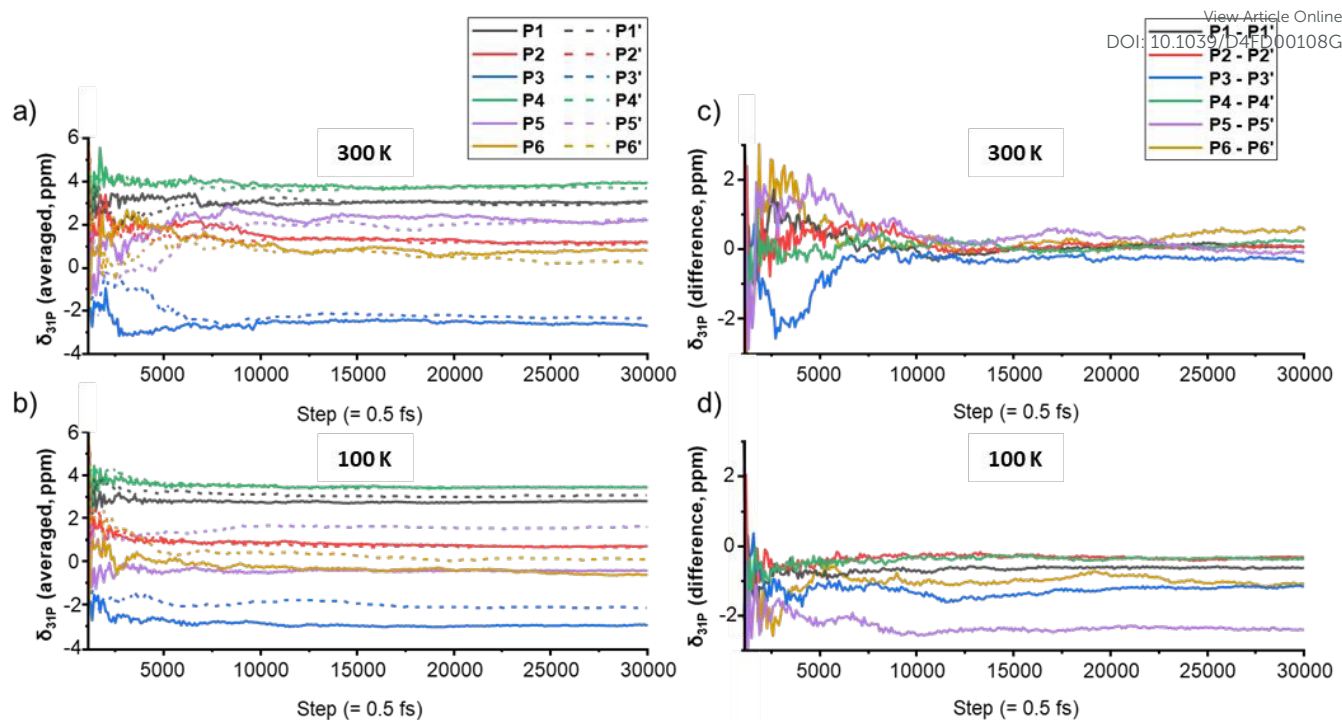 View Article Online
DOI: 10.1039/D4FD00108G
P1 P1'
P2 P2'
P3 P3'
P4 P4'
P5 P5'
P6 P6'
P1 - P1'
P2 - P2'
P3 - P3'
P4 - P4'
P5 - P5'
P6 - P6'
a)
300 K
δ31P (averaged, ppm)
6
4
2
0
-2
-4
5000 10000 15000 20000 25000 30000
Step (= 0.5 fs)
c)
300 K
δ31P (difference, ppm)
2
0
-2
5000 10000 15000 20000 25000 30000
Step (= 0.5 fs)
b)
100 K
δ31P (averaged, ppm)
6
4
2
0
-2
-4
5000 10000 15000 20000 25000 30000
Step (= 0.5 fs)
d)
100 K
δ31P (difference, ppm)
2
0
-2
5000 10000 15000 20000 25000 30000
Step (= 0.5 fs)